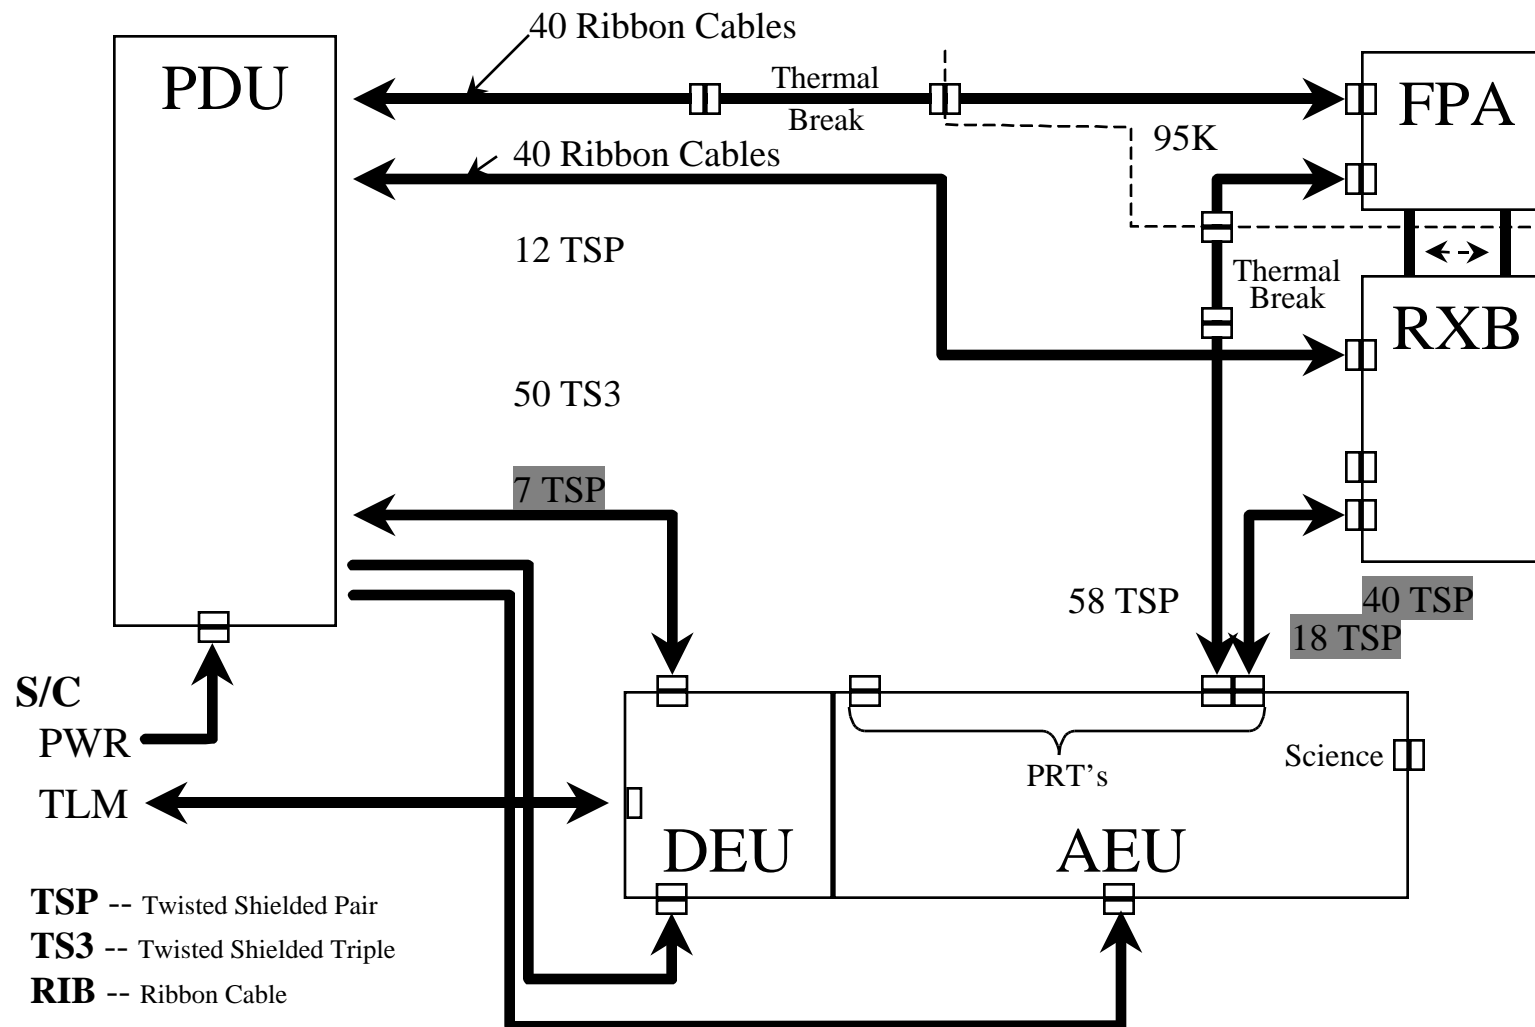 40 Ribbon Cables
PDU
Thermal
Break
FPA
95K
40 Ribbon Cables
12 TSP
Thermal
Break
RXB
50 TS3
7 TSP
58 TSP
40 TSP
18 TSP
S/C
PWR
TLM
PRT's
Science
DEU
AEU
TSP -- Twisted Shielded Pair
TS3 -- Twisted Shielded Triple
RIB -- Ribbon Cable